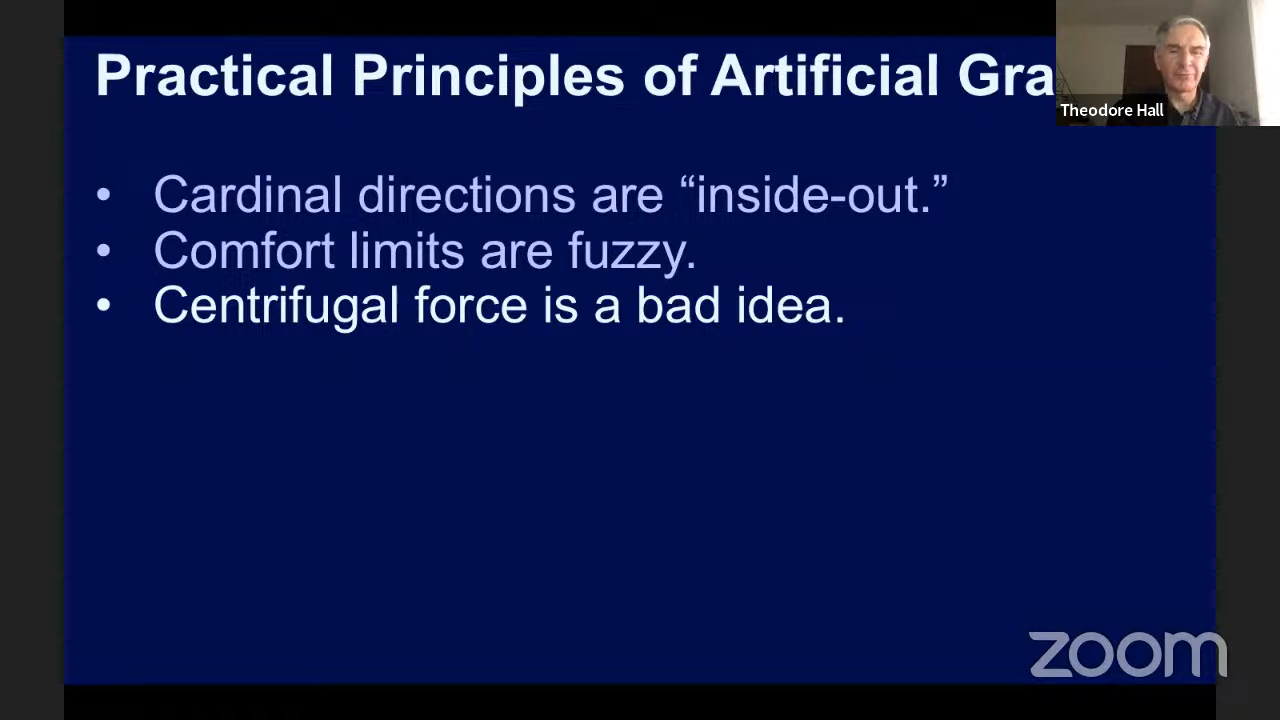 Practical Principles of Artificial Gra
Theodore Hall
• Cardinal directions are “inside-out.”
• Comfort limits are fuzzy.
• Centrifugal force is a bad idea.
zoom